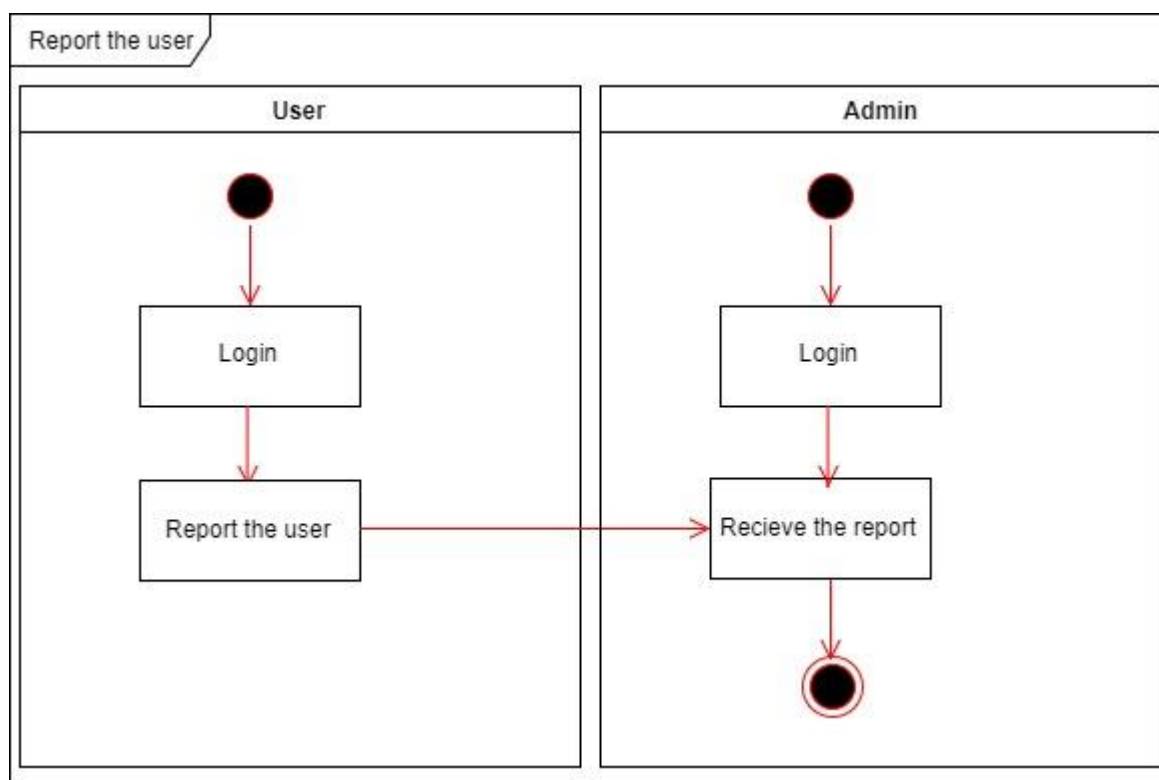 Report the user
User
Admin
Login
Login
Report the user
Recieve the report